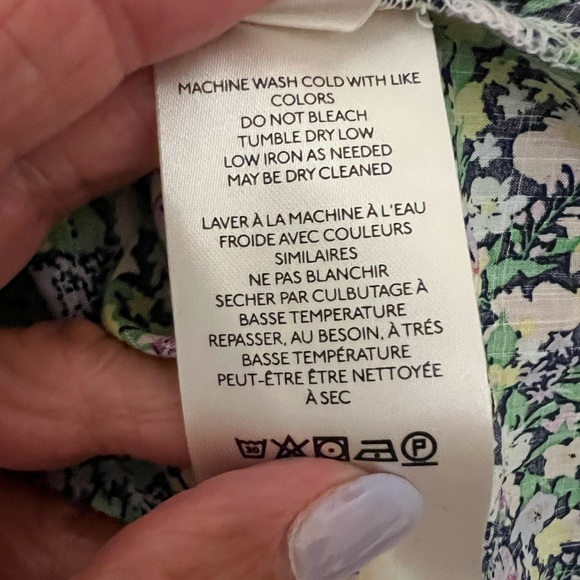 MACHINE WASH COLD WITH LIKE
COLORS
DO NOT BLEACH
TUMBLE DRY LOW
LOW IRON AS NEEDED
MAY BE DRY CLEANED
LAVER À LA MACHINE À L'EAU
FROIDE AVEC COULEURS
SIMILAIRES
NE PAS BLANCHIR
SECHER PAR CULBUTAGE À
BASSE TEMPERATURE
REPASSER, AU BESOIN, À TRÉS
BASSE TEMPÉRATURE
PEUT-ÊTRE ÊTRE NETTOYÉE
À SEC
30 P